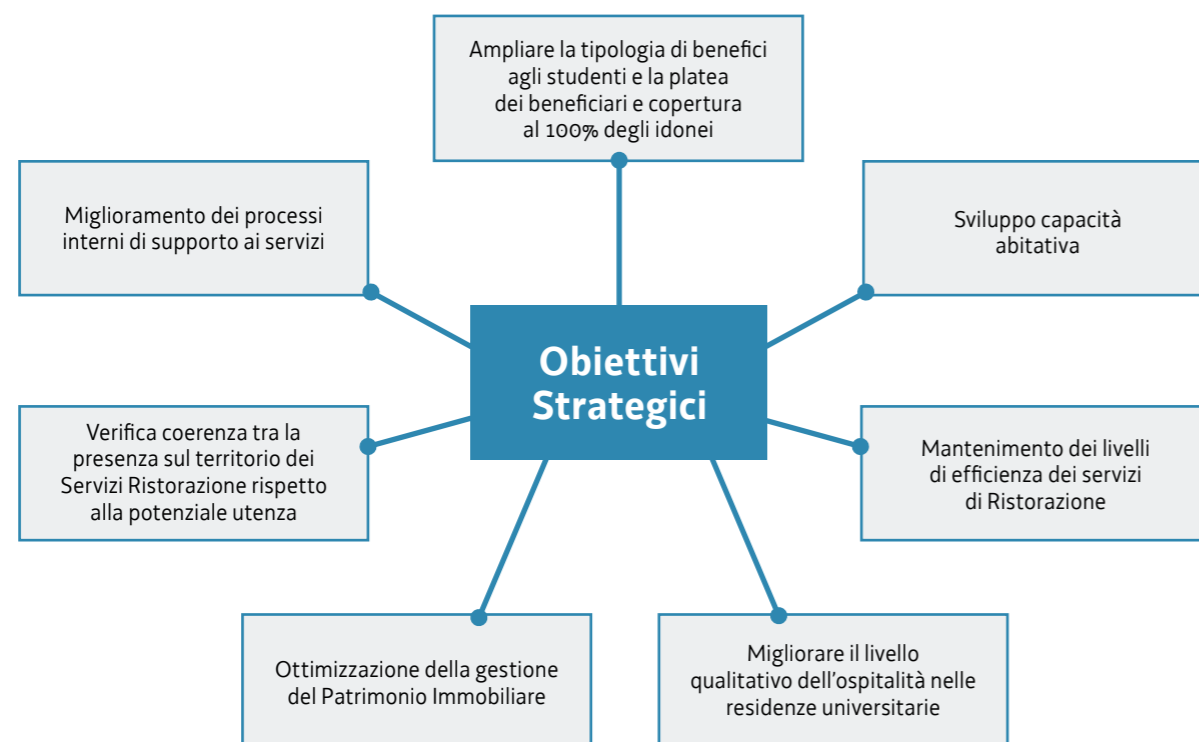 Ampliare la tipologia di benefici
agli studenti e la platea
dei beneficiari e copertura
al 100% degli idonei
Miglioramento dei processi
interni di supporto ai servizi
Sviluppo capacità
abitativa
Obiettivi
Strategici
Verifica coerenza tra la
presenza sul territorio dei
Servizi Ristorazione rispetto
alla potenziale utenza
Mantenimento dei livelli
di efficienza dei servizi
di Ristorazione
Ottimizzazione della gestione
del Patrimonio Immobiliare
Migliorare il livello
qualitativo dell'ospitalità nelle
residenze universitarie